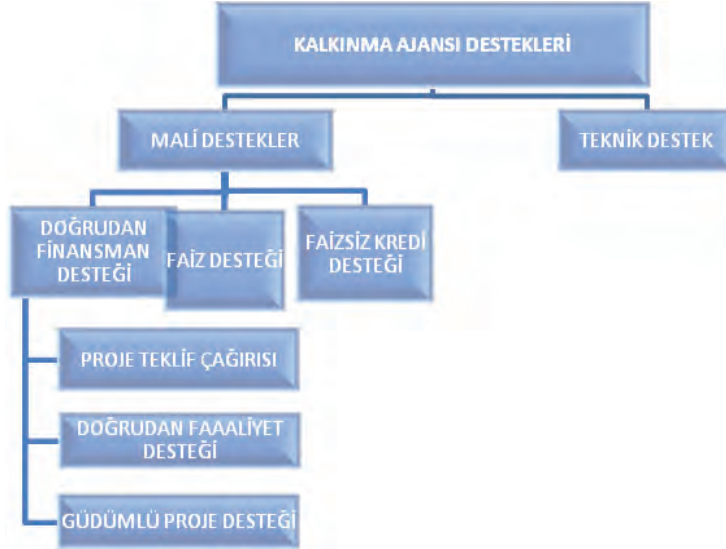 KALKINMA AJANSI DESTEKLERİ
MALİ DESTEKLER
TEKNİK DESTEK
DOĞRUDAN
FİNANSMAN
DESTEĞİ
FAİZ DESTEĞİ
FAİZSİZ KREDİ
DESTEĞİ
PROJE TEKLİF ÇAĞIRISI
DOĞRUDAN FAAALİYET
DESTEĞİ
GÜDÜMLÜ PROJE DESTEĞİ